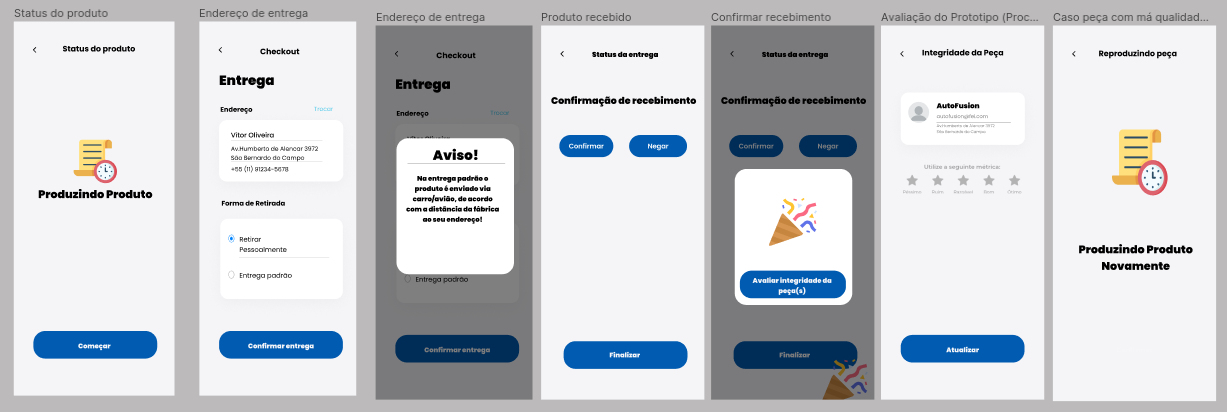 Status do produto
Status do produto
Produzindo Produto
Começar
Endereço de entrega
Checkout
Entrega
Endereço
Trocar
Vitor Oliveira
Av.Humberto de Alencar 3972
São Bernardo do Campo
+55 (11) 91234-5678
Forma de Retirada
Retirar
Pessoalmente
Entrega padrão
Confirmar entrega
Endereço de entrega
Checkout
Entrega
Endereço
Trocar
Aviso!
Na entrega padrão o
produto é enviado via
carro/avião, de acordo
com a distância da fábrica
ao seu endereço!
Entrega padrão
Confirmar entrega
Produto recebido
Status da entrega
Confirmação de recebimento
Confirmar
Negar
Finalizar
Confirmar recebimento
Status da entrega
Confirmação de recebimento
Confirmar
Negar
Avaliar integridade da
peça(s)
Finalizar
Avaliação do Prototipo (Proc...
Integridade da Peça
AutoFusion
autofusion@fei.com
Av.Humberto de Alencar 3972
São Bernardo do Campo
Utilize a seguinte métrica:
Péssimo
Ruim
Razoável
Bom
Ótimo
Atualizar
Caso peça com má qualidad...
Reproduzindo peça
Produzindo Produto
Novamente